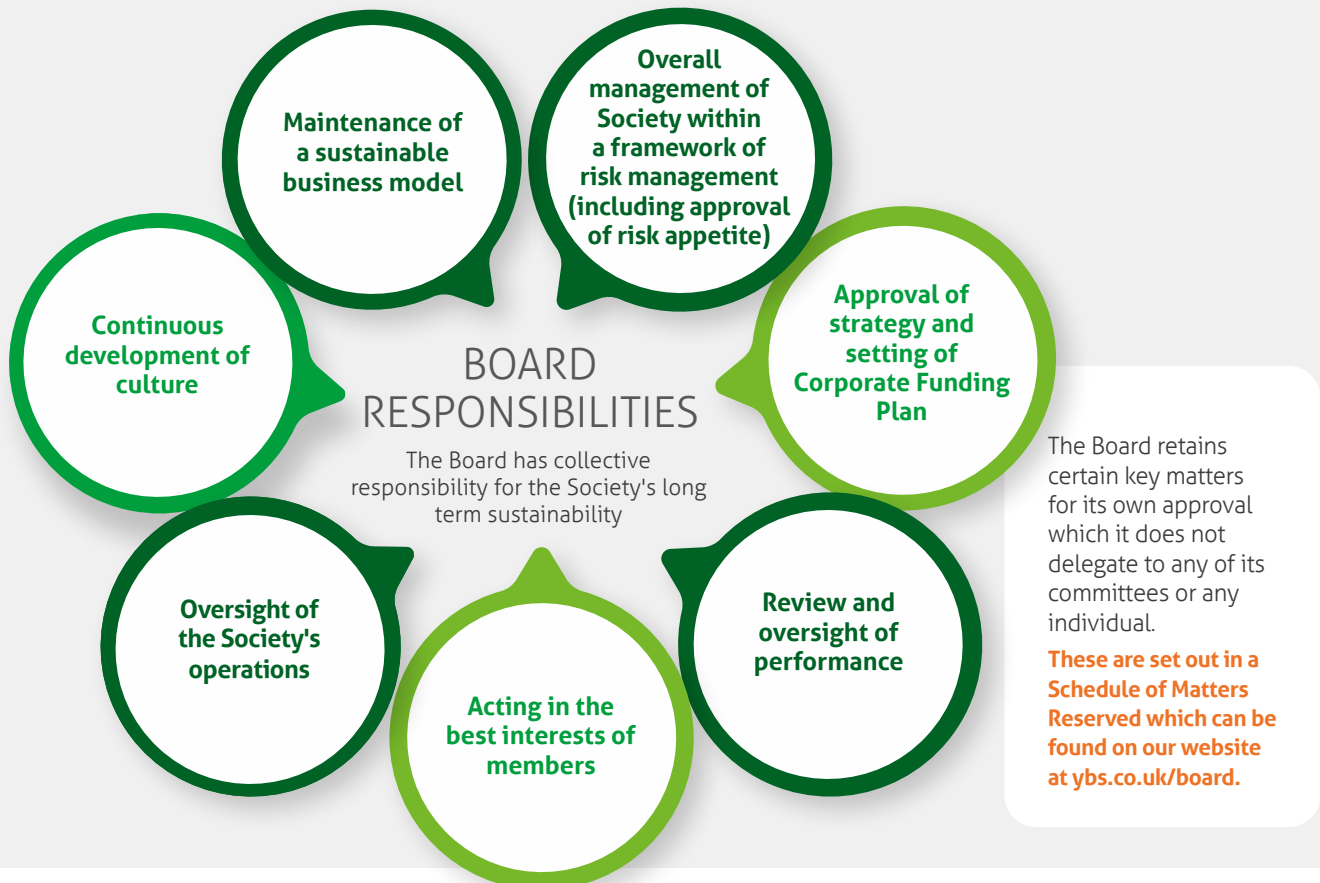 Overall
management of
Society within
a framework of
risk management
(including approval
of risk appetite)
Maintenance of
a sustainable
business model
Approval of
strategy and
setting of
Corporate Funding
Plan
Continuous
development of
culture
BOARD
RESPONSIBILITIES
The Board has collective
responsibility for the Society's long
term sustainability
Review and
oversight of
performance
Oversight of
the Society's
operations
Acting in the
best interests of
members
The Board retains
certain key matters
for its own approval
which it does not
delegate to any of its
committees or any
individual.
These are set out in a
Schedule of Matters
Reserved which can be
found on our website
at ybs.co.uk/board.